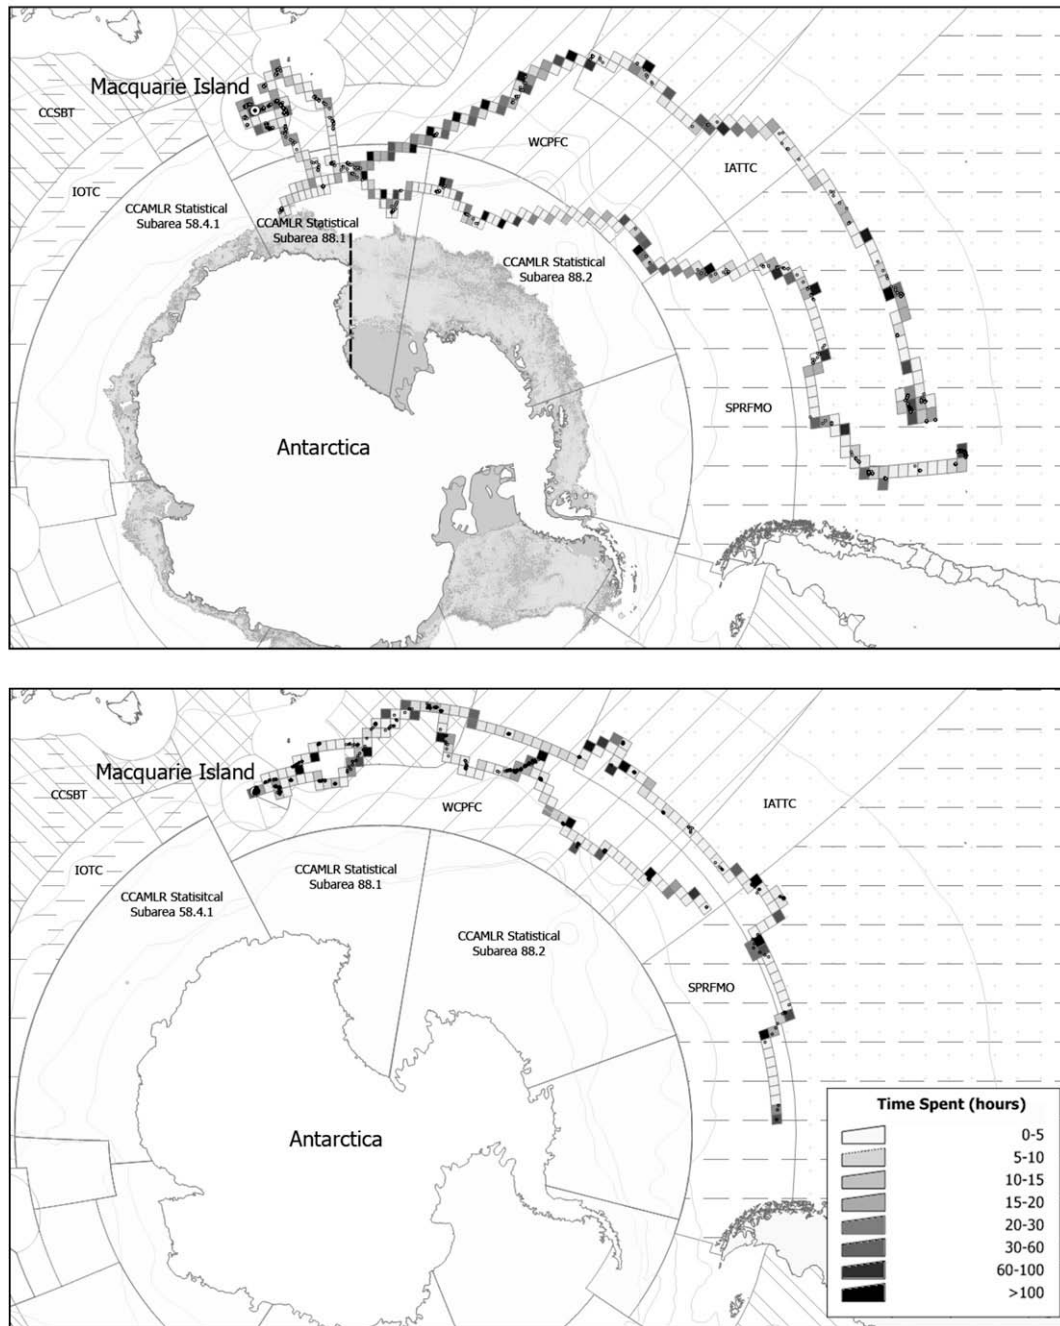 Macquarie Island
CCSBT
WCPFC
IATTC
IOTC
CCAMLR Statistical
Subarea 58.4.1
CCAMLR Statistical
Subarea 88.1
CCAMLR Statistical
Subarea 88.2
SPRFMO
Antarctica
Macquarie Island
CCSBT
WCPFC
IATTC
IOTC
CCAMLR Statisitcal
Subarea 58.4.1
CCAMLR Statistical
Subarea 88.1
CCAMLR Statistical
Subarea 88.2
SPRFMO
Antarctica
Time Spent (hours)
0-5
5-10
10-15
15-20
20-30
30-60
60-100
>100